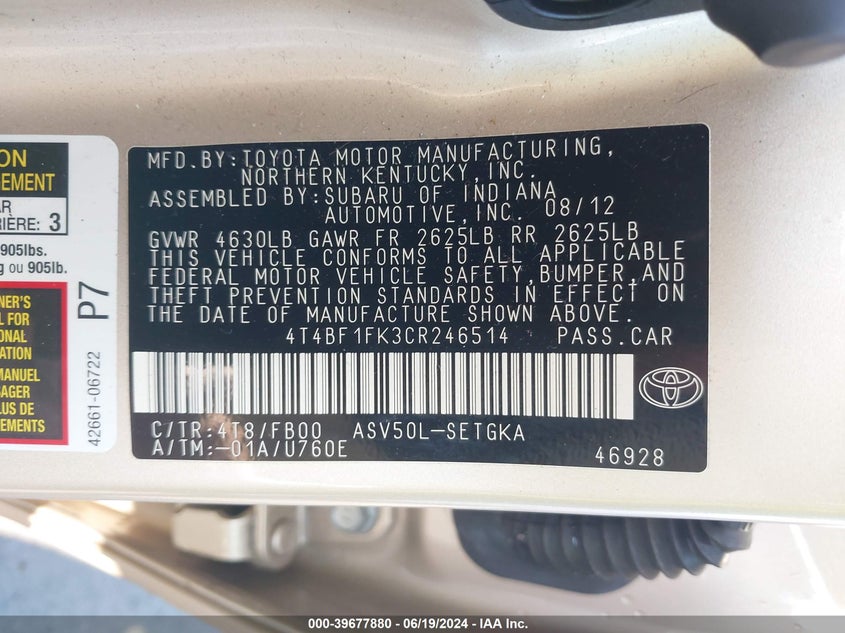 ON
GEMENT
AR
RIÈRE: 3
905lbs.
g ou 905lb.
NER'S
L FOR
ONAL
ATION
MANUEL
SAGER
LUS DE
EMENTS
P7
42661-06722
MFD.BY:TOYOTA MOTOR MANUFACTURING,
NORTHERN KENTUCKY,INC.
ASSEMBLED BY:SUBARU OF INDIANA
AUTOMOTIVE,INC. 08/12
GVWR 4630LB GAWR FR 2625LB RR 2625LB
THIS VEHICLE CONFORMS TO ALL APPLICABLE
FEDERAL MOTOR VEHICLE SAFETY,BUMPER,AND
THEFT PREVENTION STANDARDS IN EFFECT ON
THE DATE OF MANUFACTURE SHOWN ABOVE.
4T4BF1FK3CR246514 PASS.CAR
C/TR:4T8/FB00 ASV50L-SETGKA
A/TM:-01A/U760E
46928
000-39677880 - 06/19/2024 - IAA Inc.